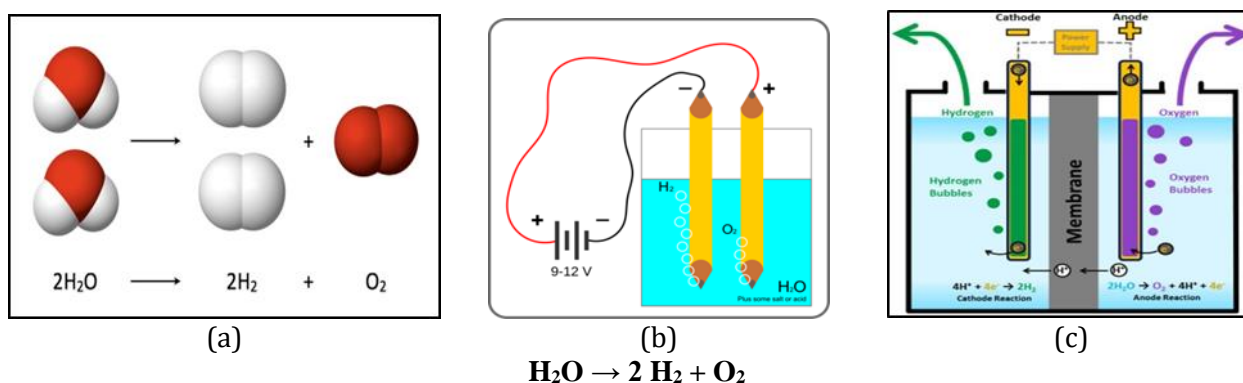 2H₂O → 2H₂ + O₂
(a)
− +
H₂
O₂
+ −
9-12 V
H₂O
Plus some salt or acid
(b)
Cathode Anode
− +
Power
Supply
Hydrogen Oxygen
Hydrogen
Bubbles
Oxygen
Bubbles
Membrane
H⁺ H⁺
4H⁺ + 4e⁻ → 2H₂
Cathode Reaction
2H₂O → O₂ + 4H⁺ + 4e⁻
Anode Reaction
(c)
H₂O → 2 H₂ + O₂